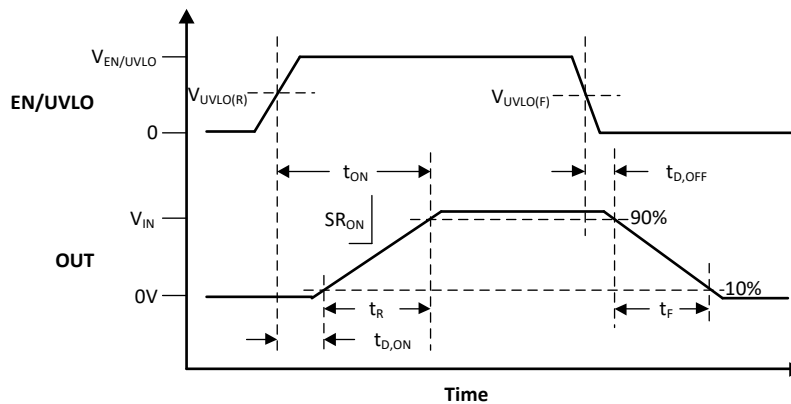 V_EN/UVLO
V_UVLO(R)
V_UVLO(F)
EN/UVLO
0
t_ON
t_D,OFF
SR_ON
V_IN
90%
OUT
0V
10%
t_R
t_F
t_D,ON
Time